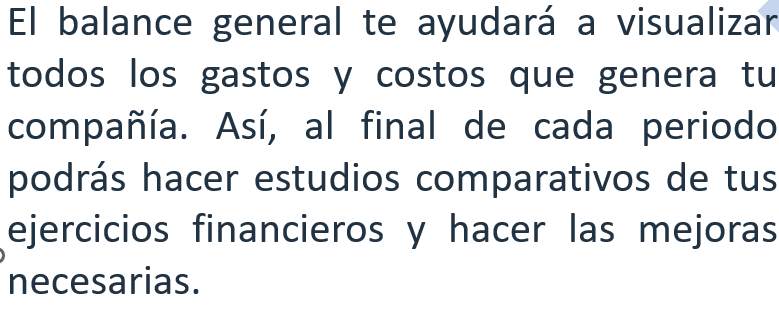 El balance general te ayudará a visualizar
todos los gastos y costos que genera tu
compañía. Así, al final de cada periodo
podrás hacer estudios comparativos de tus
ejercicios financieros y hacer las mejoras
necesarias.